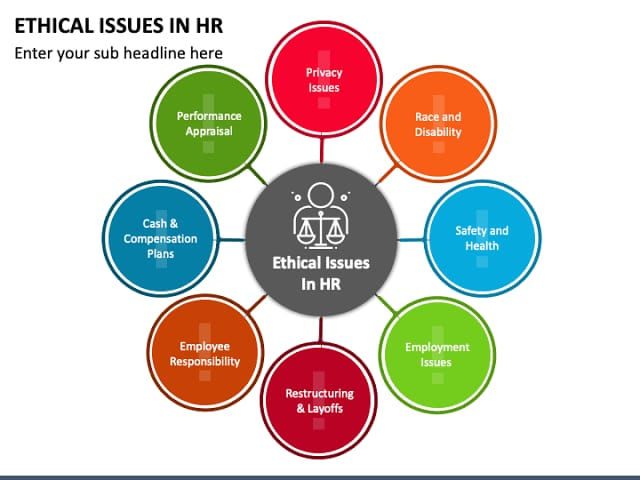 ETHICAL ISSUES IN HR
Enter your sub headline here
Privacy
Issues
Race and
Disability
Safety and
Health
Employment
Issues
Restructuring
& Layoffs
Employee
Responsibility
Cash &
Compensation
Plans
Performance
Appraisal
Ethical Issues
In HR